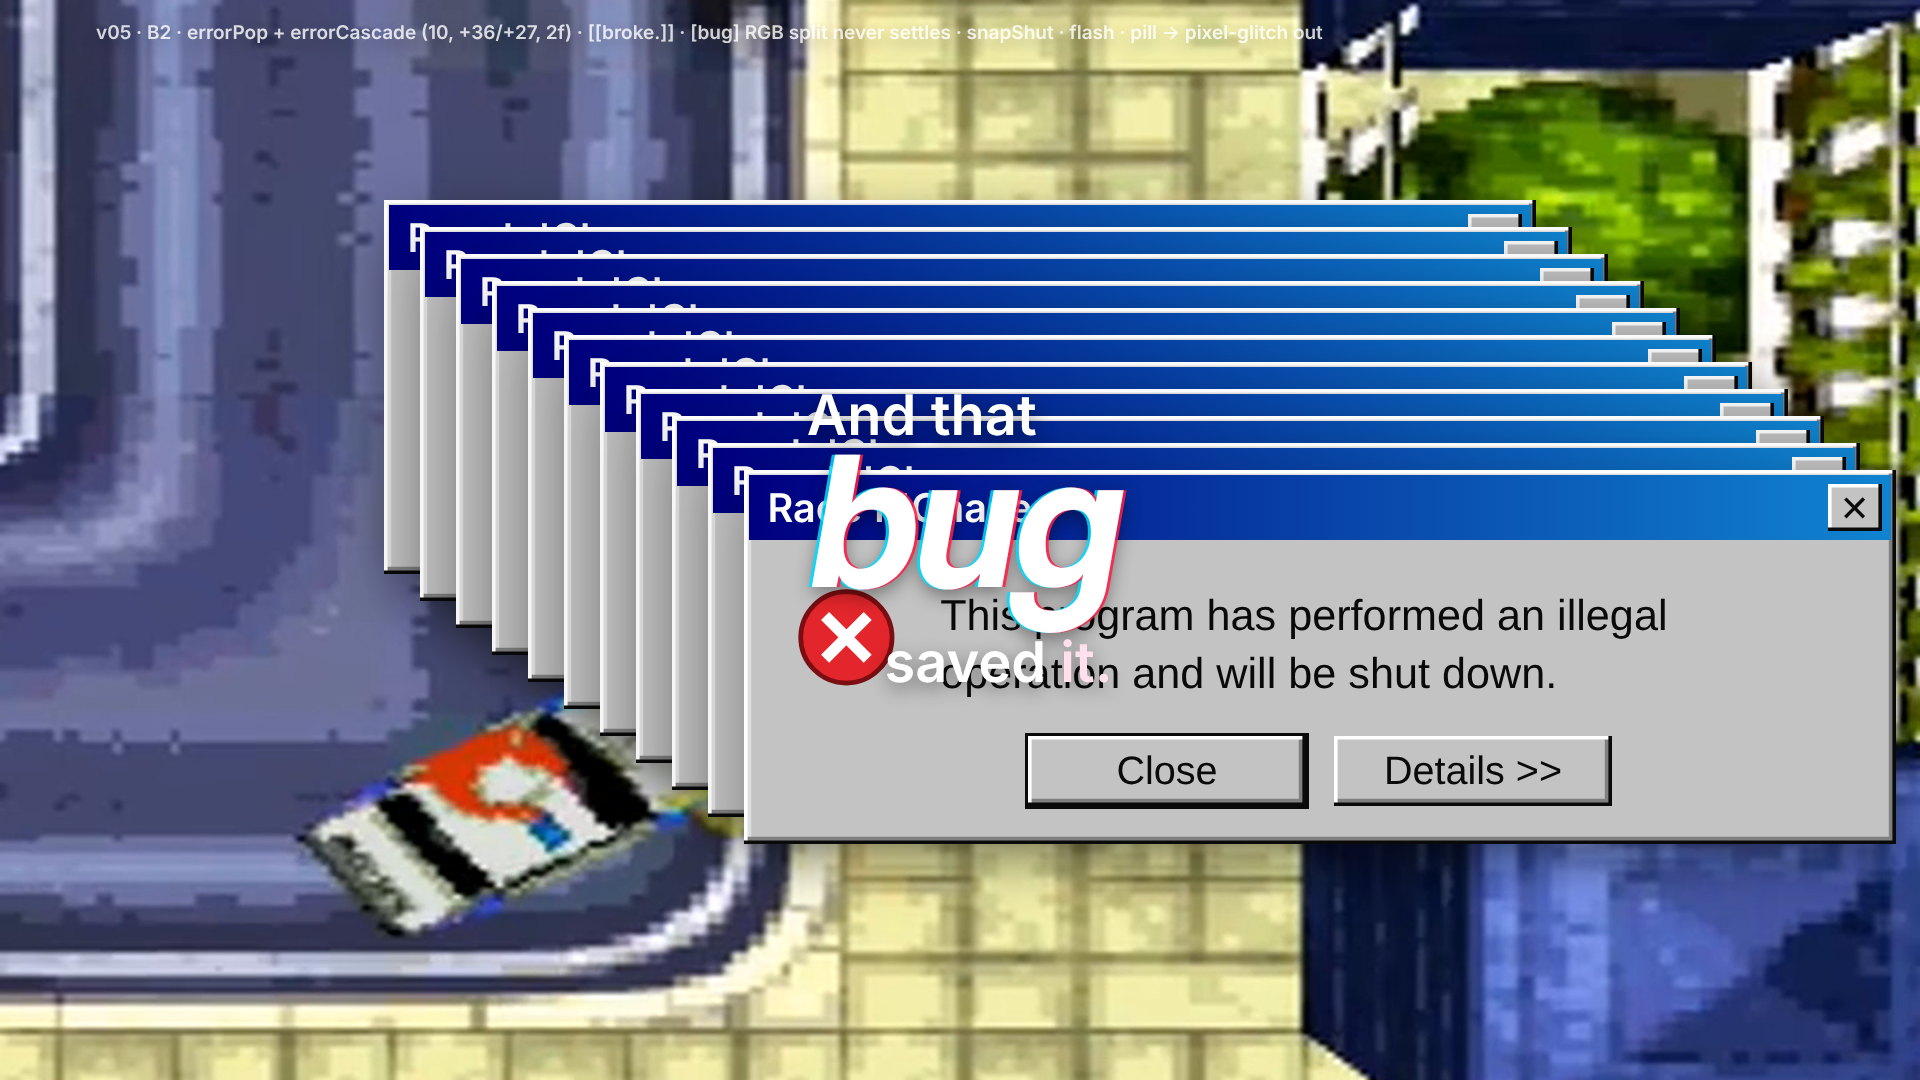 v05 · B2 · errorPop + errorCascade (10, +36/+27, 2f) · [[broke.]] · [bug] RGB split never settles · snapShut · flash · pill → pixel-glitch out
And that
bug
saved it.
This program has performed an illegal
operation and will be shut down.
Close
Details >>